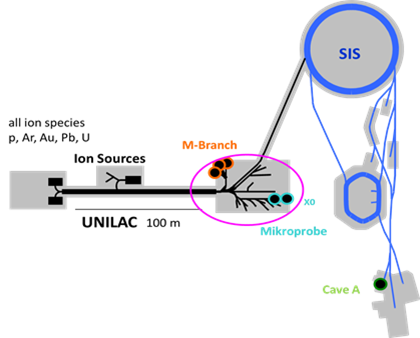 SIS
all ion species
p, Ar, Au, Pb, U
M-Branch
Ion Sources
x0
UNILAC 100 m
Mikroprobe
Cave A